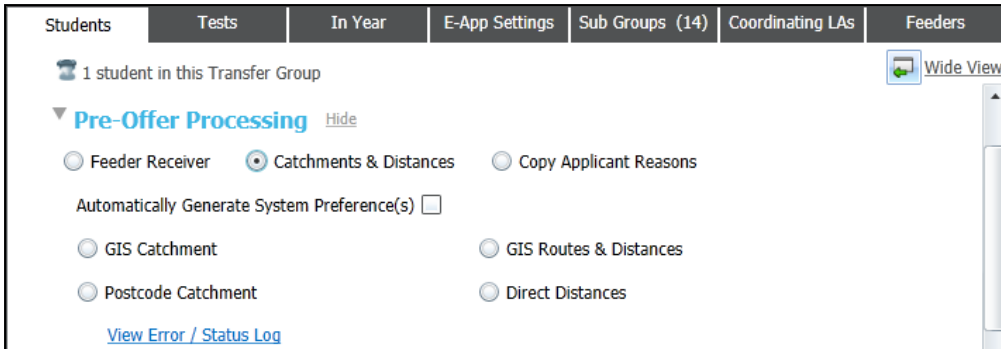 Students Tests In Year E-App Settings Sub Groups (14) Coordinating LAs Feeders
1 student in this Transfer Group Wide View
Pre-Offer Processing Hide
Feeder Receiver Catchments & Distances Copy Applicant Reasons
Automatically Generate System Preference(s)
GIS Catchment GIS Routes & Distances
Postcode Catchment Direct Distances
View Error / Status Log